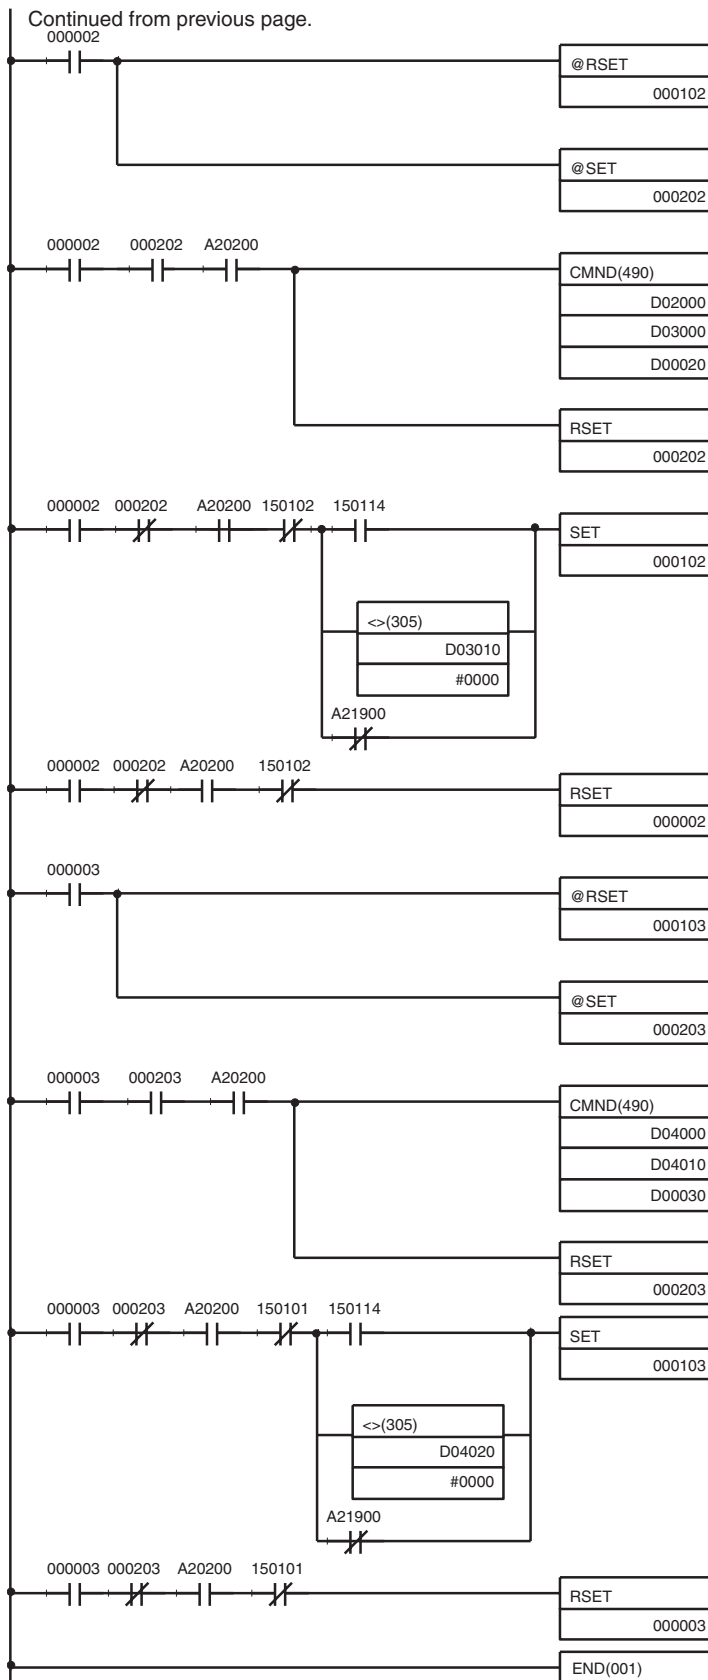 Continued from previous page.
000002
@RSET
000102
@SET
000202
000002 000202 A20200
CMND(490)
D02000
D03000
D00020
RSET
000202
000002 000202 A20200 150102 150114
SET
000102
<>(305)
D03010
#0000
A21900
000002 000202 A20200 150102
RSET
000002
000003
@RSET
000103
@SET
000203
000003 000203 A20200
CMND(490)
D04000
D04010
D00030
RSET
000203
000003 000203 A20200 150101 150114
SET
000103
<>(305)
D04020
#0000
A21900
000003 000203 A20200 150101
RSET
000003
END(001)